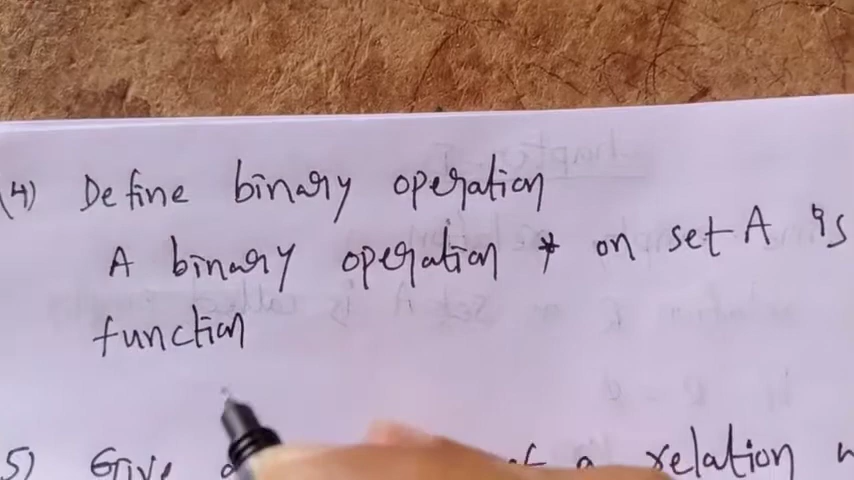 (4) Define binary operation
A binary operation * on set A is
function
5) Give a relation